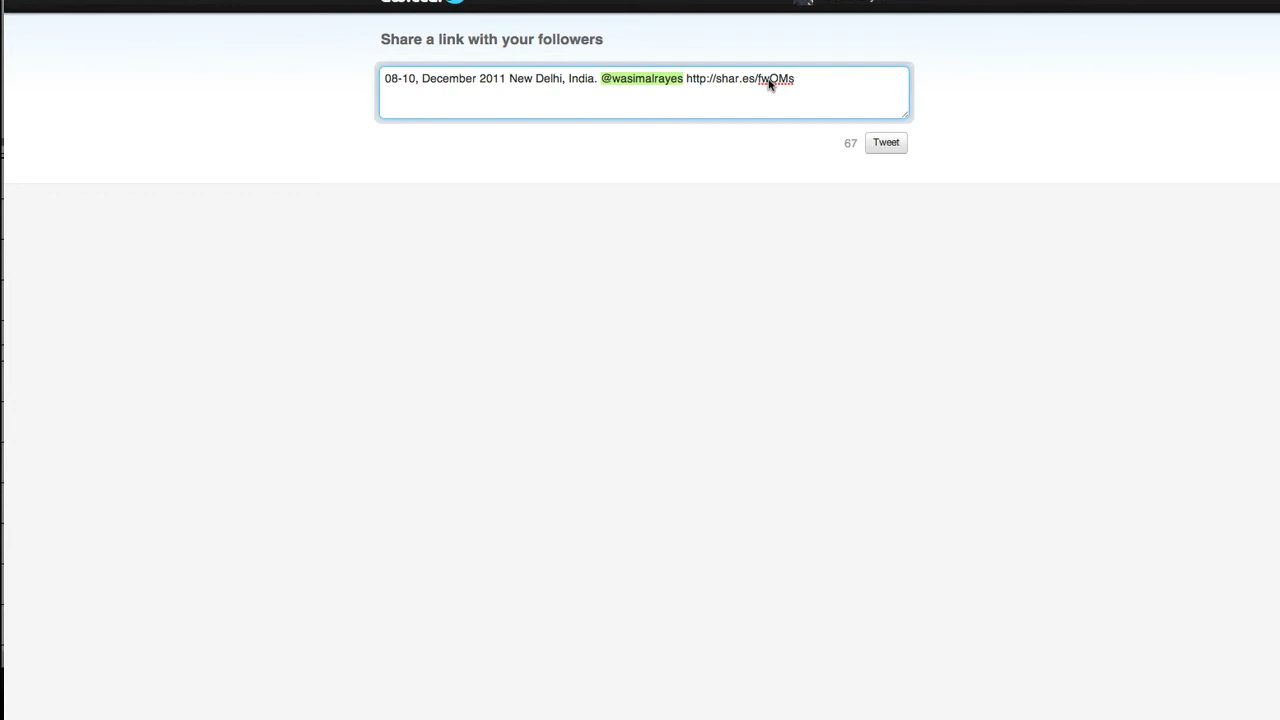 Share a link with your followers
08-10, December 2011 New Delhi, India. @wasimalrayes http://shar.es/fwOMs
67 Tweet